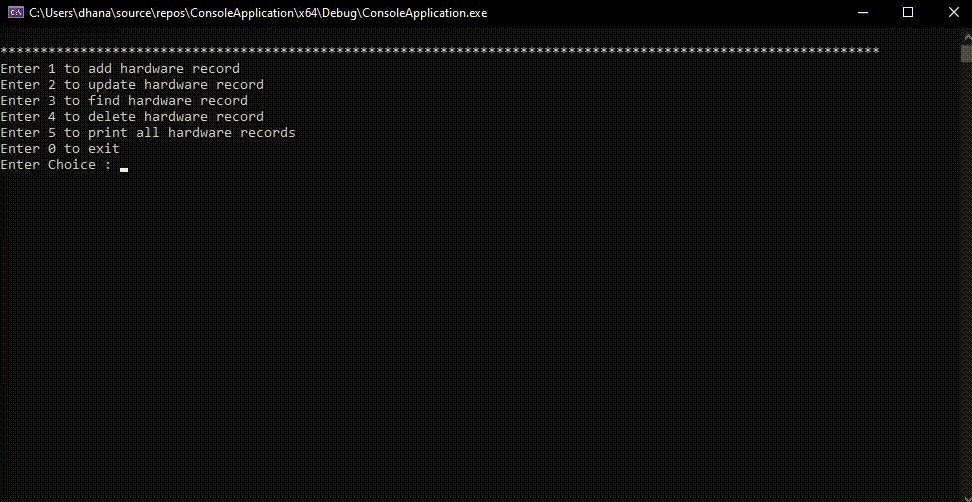 C:\Users\dhana\source\repos\ConsoleApplication\x64\Debug\ConsoleApplication.exe
**************************************************************************************************************
Enter 1 to add hardware record
Enter 2 to update hardware record
Enter 3 to find hardware record
Enter 4 to delete hardware record
Enter 5 to print all hardware records
Enter 0 to exit
Enter Choice :